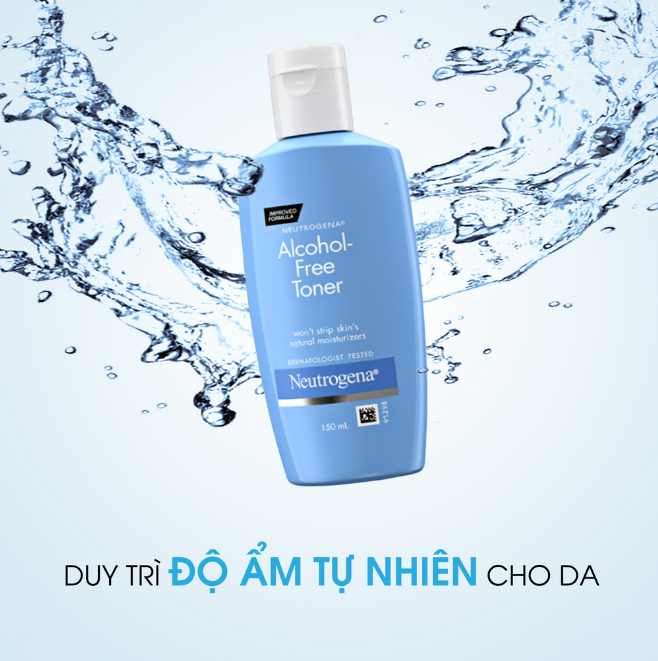 IMPROVED
FORMULA
NEUTROGENA®
Alcohol-
Free
Toner
won't strip skin's
natural moisturizers
DERMATOLOGIST TESTED
Neutrogena®
150 mL
91298
DUY TRÌ ĐỘ ẨM TỰ NHIÊN CHO DA